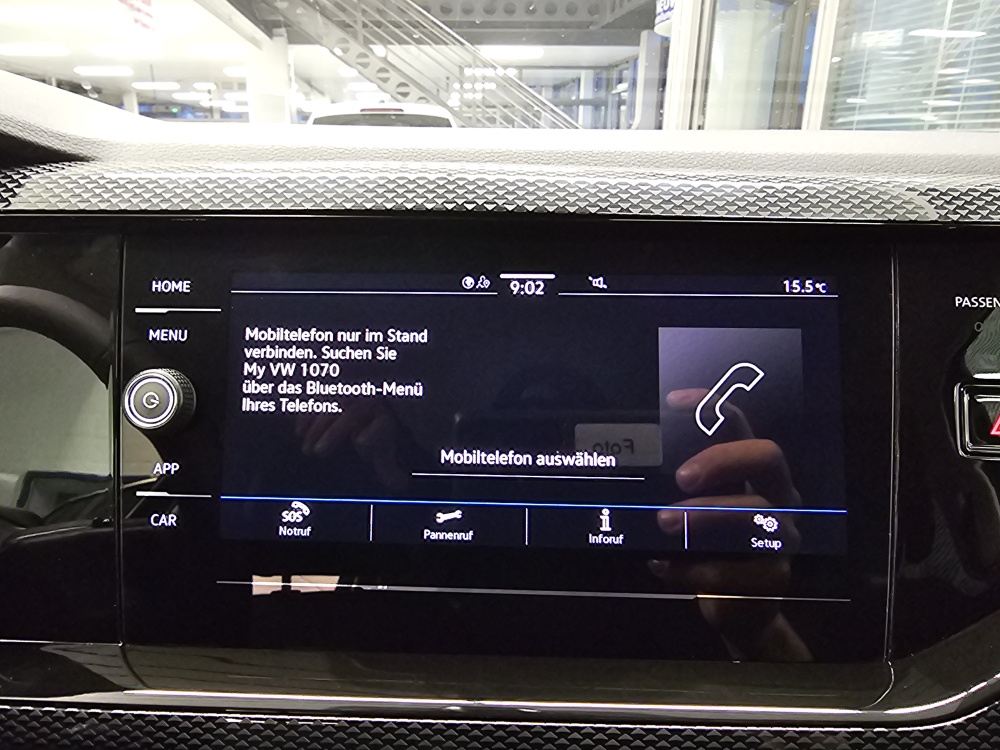 HOME
9:02
15.5°C
MENU
Mobiltelefon nur im Stand
verbinden. Suchen Sie
My VW 1070
über das Bluetooth-Menü
Ihres Telefons.
PASSEN
APP
Mobiltelefon auswählen
Foto
CAR
SOS
Notruf
Pannenruf
Inforuf
Setup